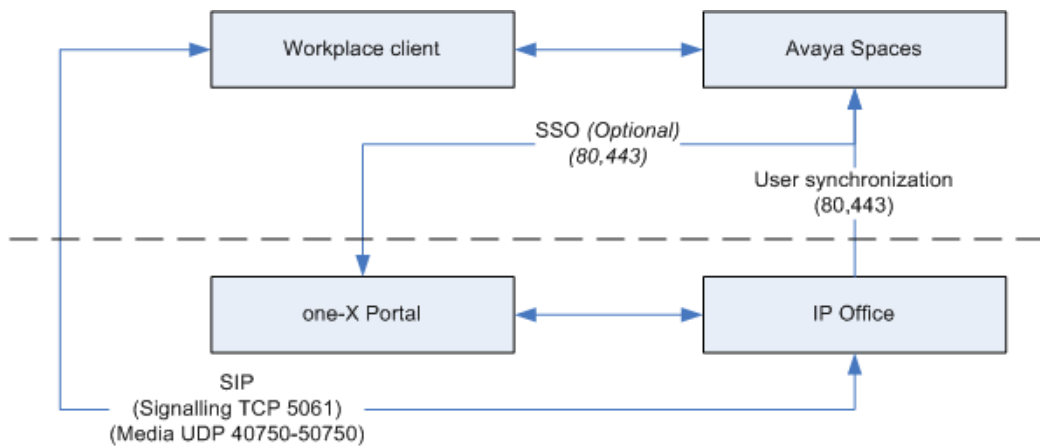 Workplace client
Avaya Spaces
SSO (Optional)
(80,443)
User synchronization
(80,443)
one-X Portal
IP Office
SIP
(Signalling TCP 5061)
(Media UDP 40750-50750)